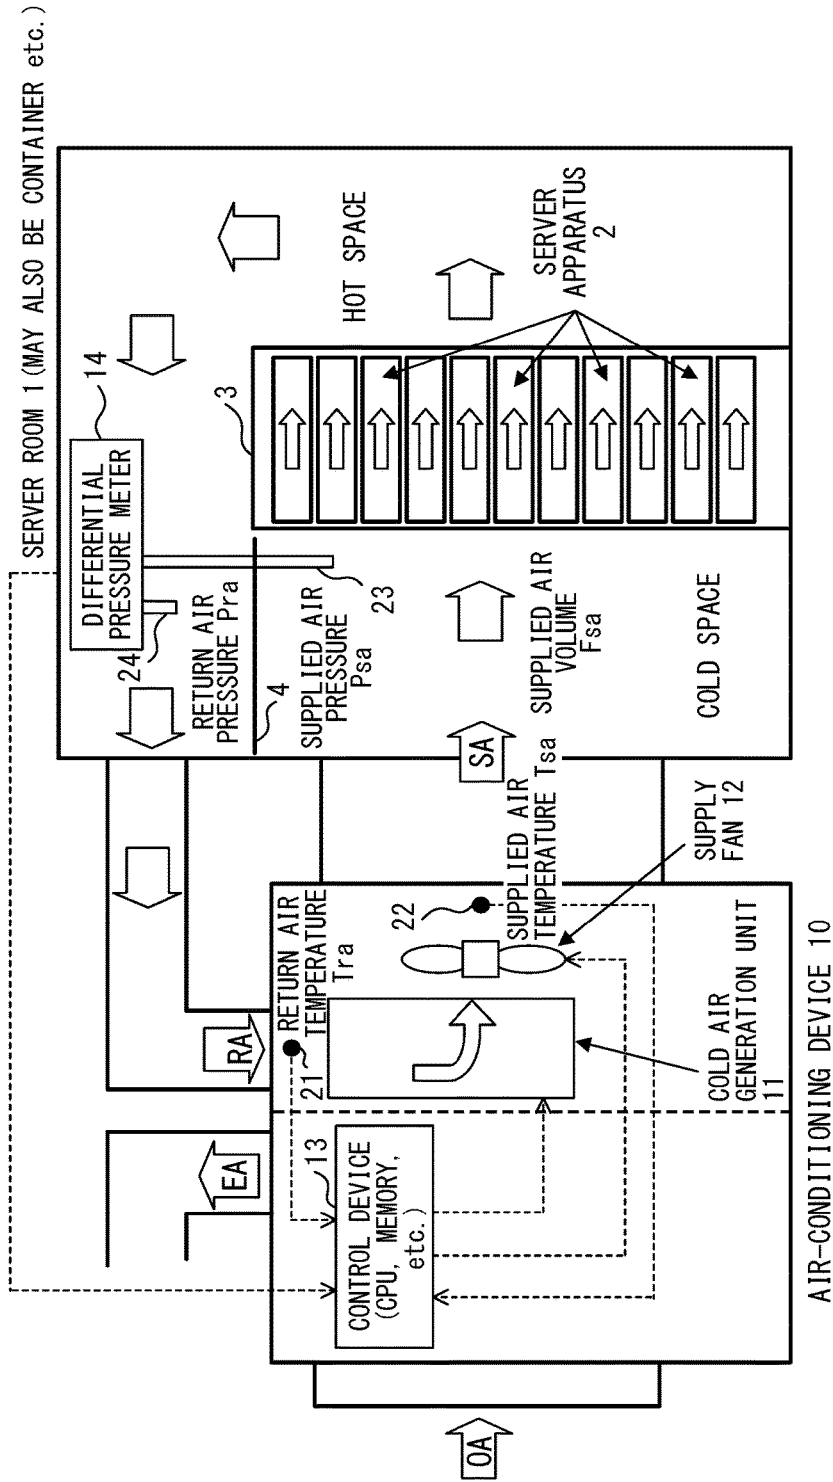 SERVER ROOM 1(MAY ALSO BE CONTAINER etc.)
DIFFERENTIAL
PRESSURE METER
14
24
23
3
4
RETURN AIR
PRESSURE Pra
SUPPLIED AIR
PRESSURE
Psa
HOT SPACE
SERVER
APPARATUS
2
SUPPLIED AIR
VOLUME
Fsa
COLD SPACE
SA
SUPPLIED AIR
TEMPERATURE Tsa
22
SUPPLY
FAN 12
RA
RETURN AIR
TEMPERATURE
Tra
21
EA
13
CONTROL DEVICE
(CPU, MEMORY,
etc.)
COLD AIR
GENERATION UNIT
11
OA
AIR-CONDITIONING DEVICE 10